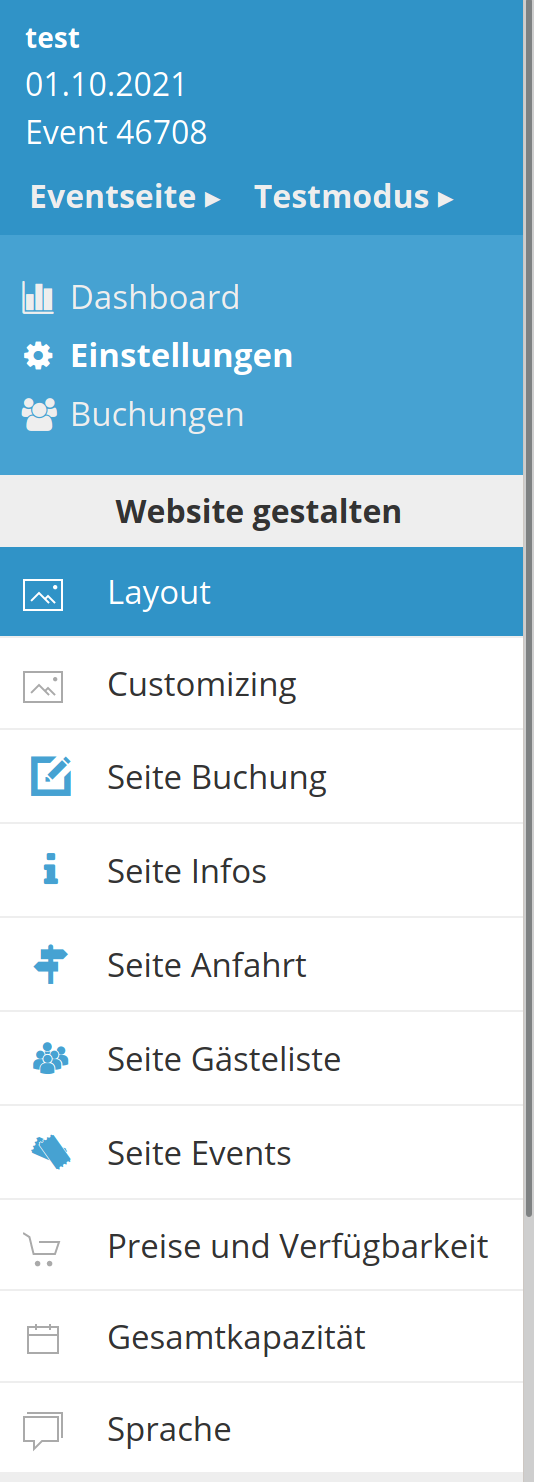 test
01.10.2021
Event 46708
Eventseite ▸ Testmodus ▸
Dashboard
Einstellungen
Buchungen
Website gestalten
Layout
Customizing
Seite Buchung
Seite Infos
Seite Anfahrt
Seite Gästeliste
Seite Events
Preise und Verfügbarkeit
Gesamtkapazität
Sprache